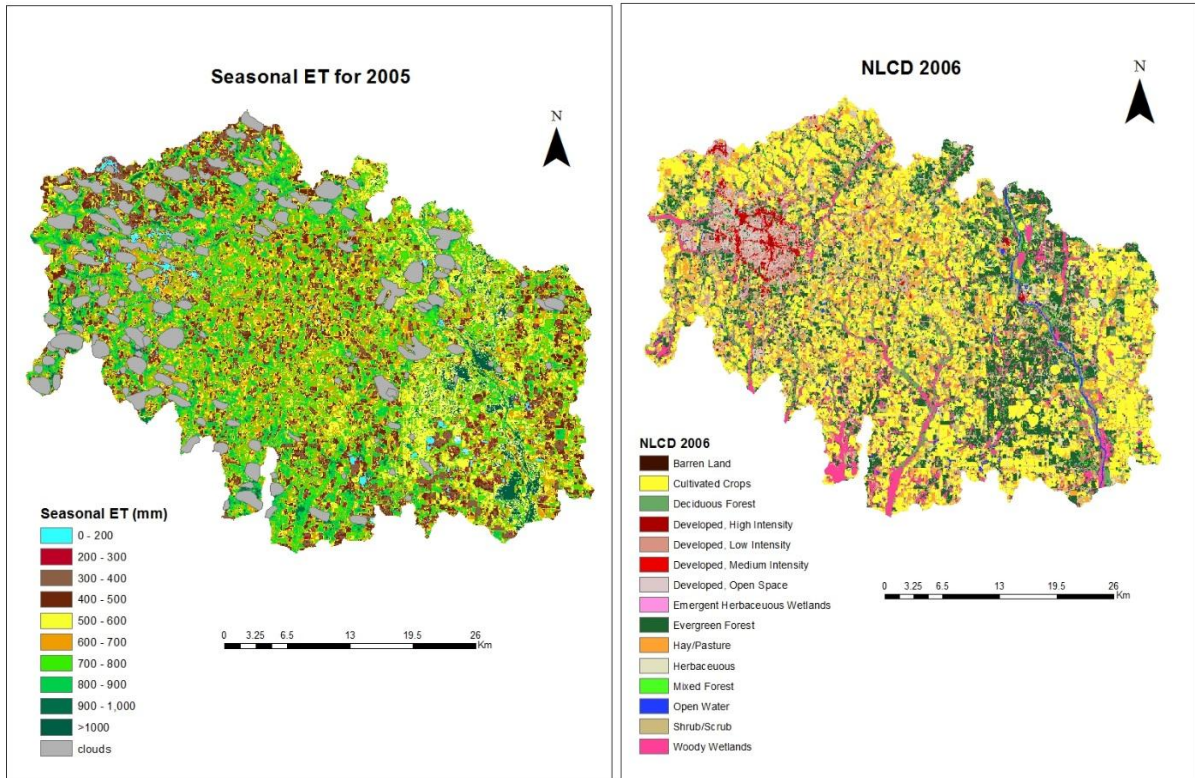 Seasonal ET for 2005
N
Seasonal ET (mm)
0 - 200
200 - 300
300 - 400
400 - 500
500 - 600
600 - 700
700 - 800
800 - 900
900 - 1,000
>1000
clouds
0 3.25 6.5 13 19.5 26
Km
NLCD 2006
N
NLCD 2006
Barren Land
Cultivated Crops
Deciduous Forest
Developed, High Intensity
Developed, Low Intensity
Developed, Medium Intensity
Developed, Open Space
Emergent Herbaceuous Wetlands
Evergreen Forest
Hay/Pasture
Herbaceuous
Mixed Forest
Open Water
Shrub/Scrub
Woody Wetlands
0 3.25 6.5 13 19.5 26
Km